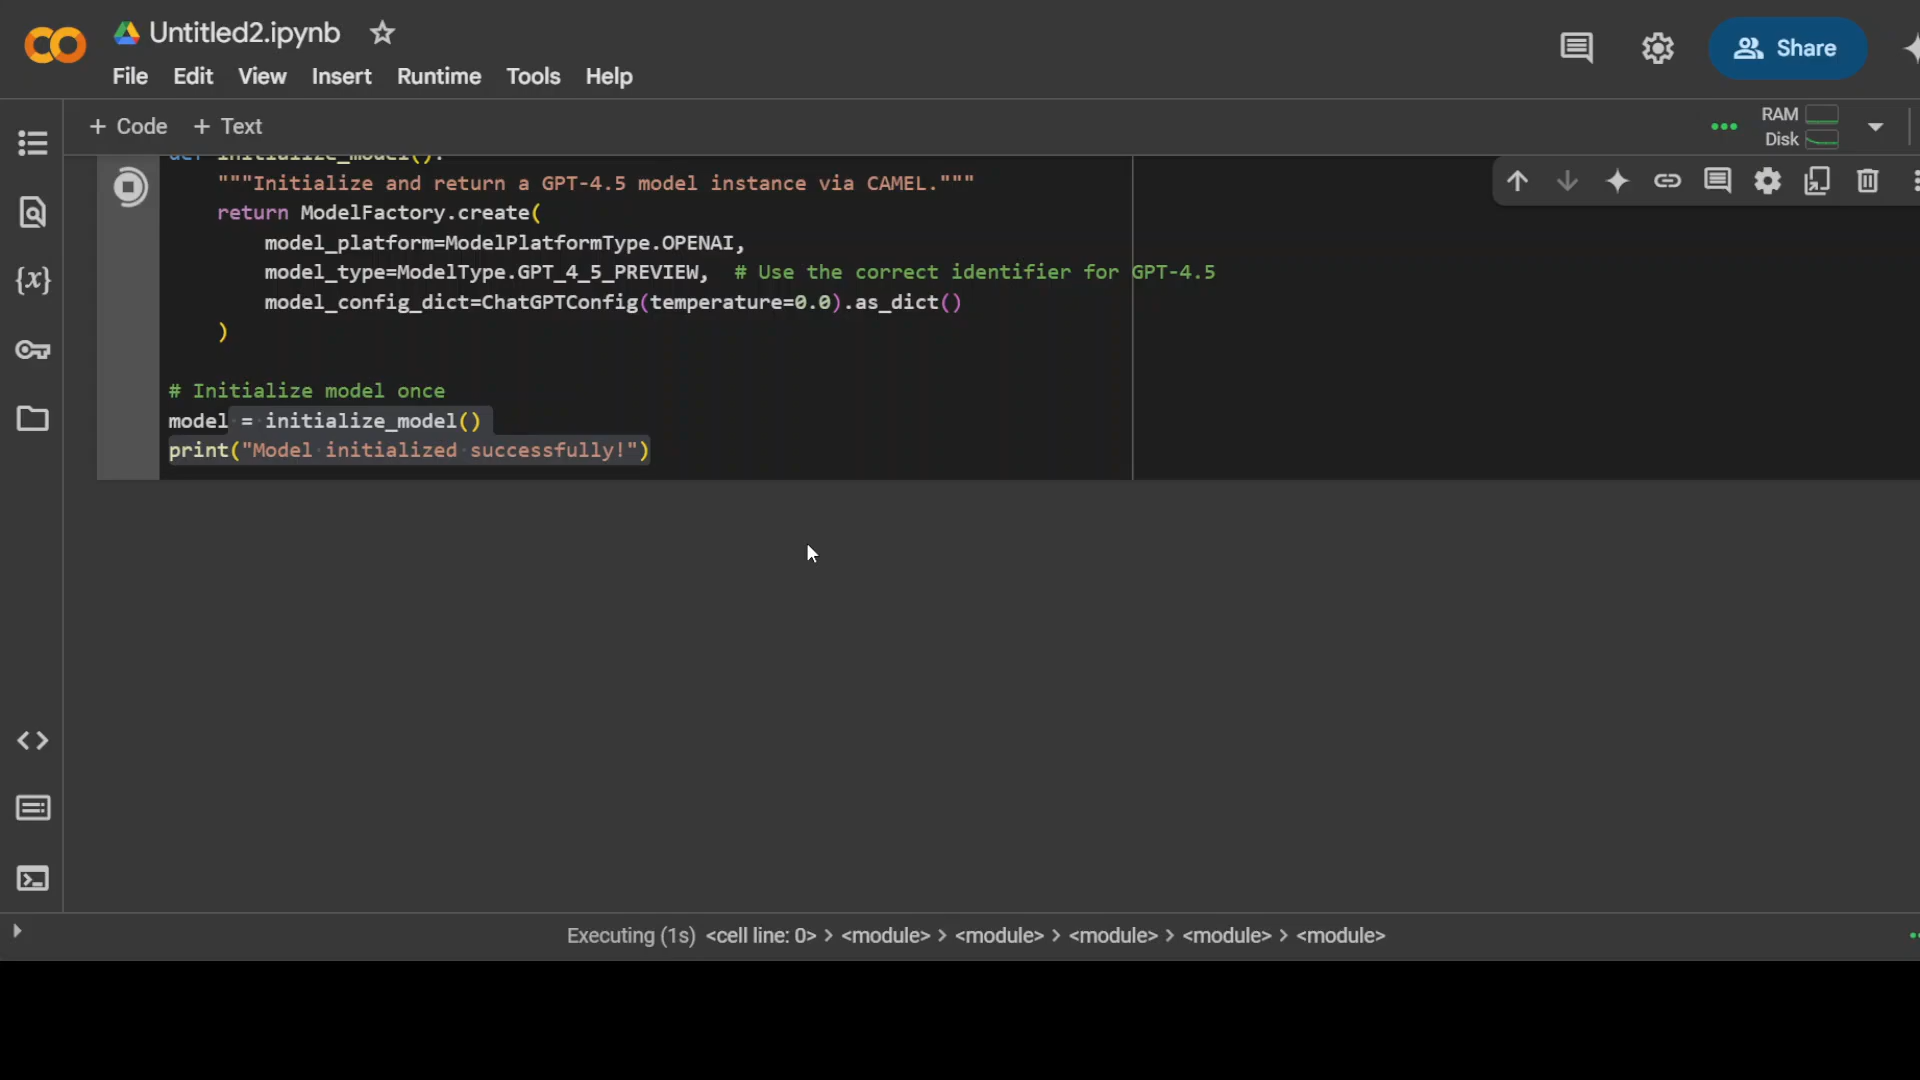 Untitled2.ipynb
File Edit View Insert Runtime Tools Help
Share
+ Code + Text
RAM
Disk
def initialize_model():
"""Initialize and return a GPT-4.5 model instance via CAMEL."""
return ModelFactory.create(
model_platform=ModelPlatformType.OPENAI,
model_type=ModelType.GPT_4_5_PREVIEW, # Use the correct identifier for GPT-4.5
model_config_dict=ChatGPTConfig(temperature=0.0).as_dict()
)
# Initialize model once
model = initialize_model()
print("Model initialized successfully!")
{x}
Executing (1s) <cell line: 0> > <module> > <module> > <module> > <module> > <module>